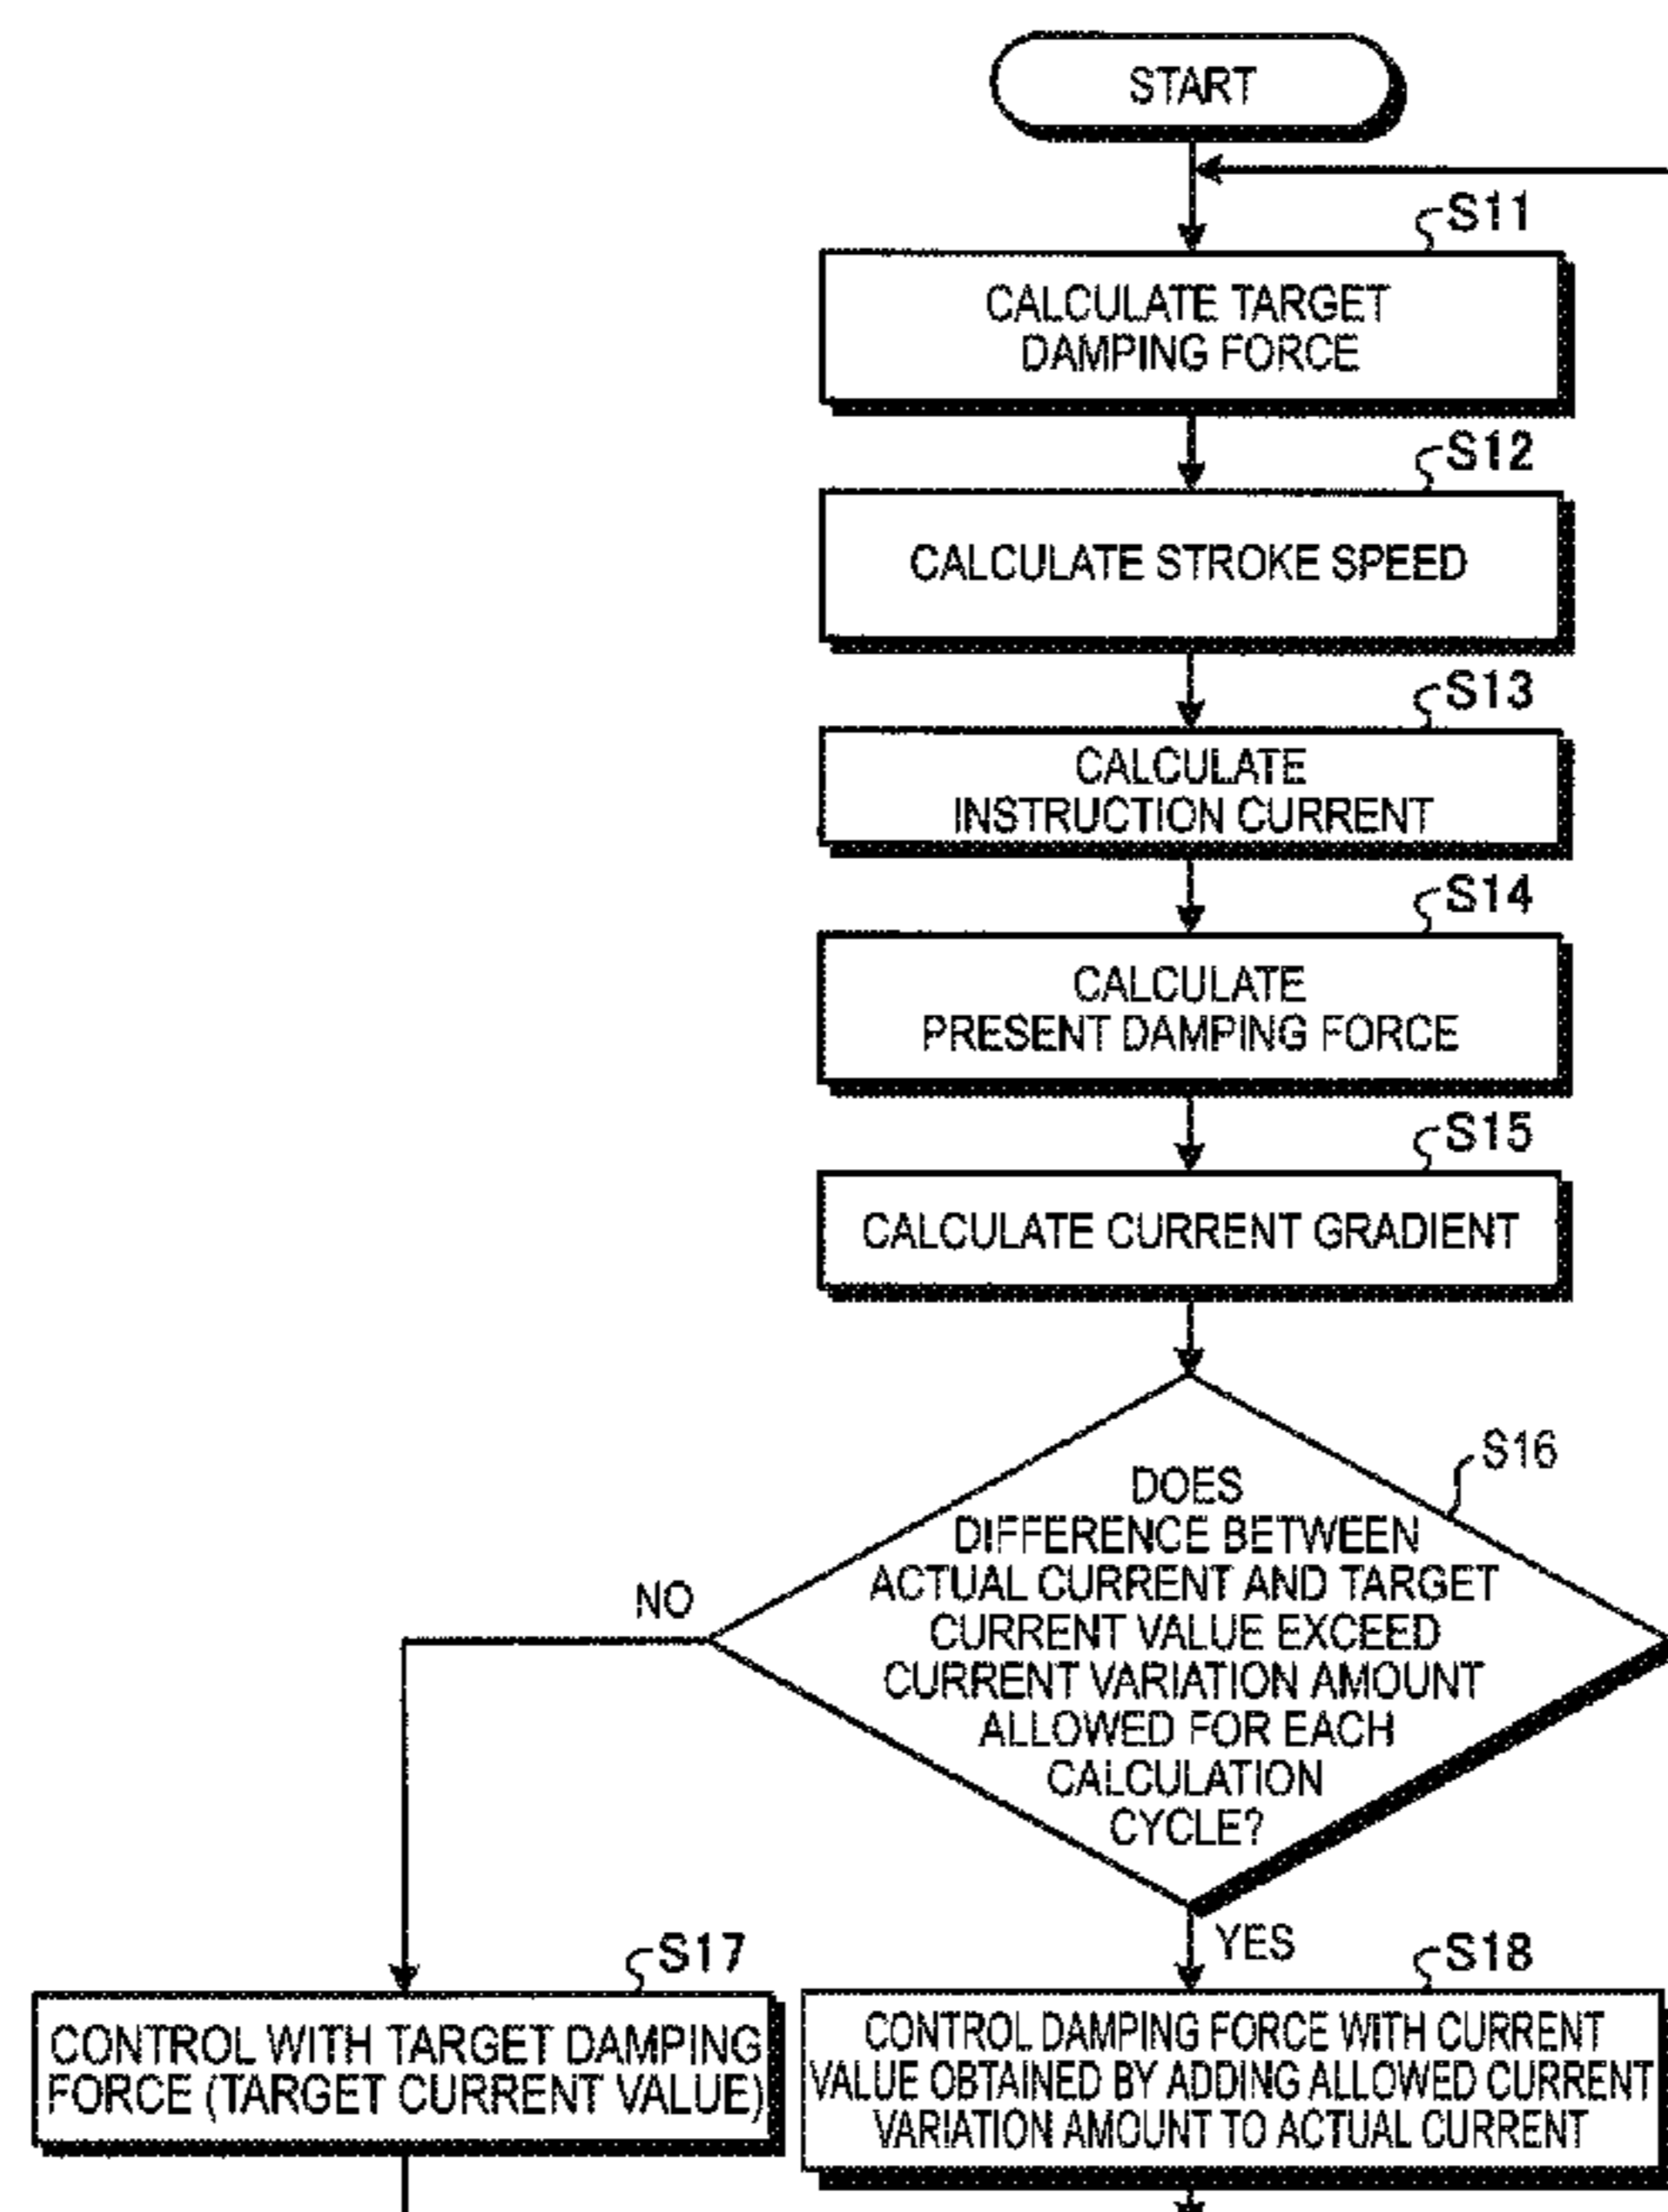 START
S11
CALCULATE TARGET
DAMPING FORCE
S12
CALCULATE STROKE SPEED
S13
CALCULATE
INSTRUCTION CURRENT
S14
CALCULATE
PRESENT DAMPING FORCE
S15
CALCULATE CURRENT GRADIENT
S16
DOES
DIFFERENCE BETWEEN
ACTUAL CURRENT AND TARGET
CURRENT VALUE EXCEED
CURRENT VARIATION AMOUNT
ALLOWED FOR EACH
CALCULATION
CYCLE?
NO
YES
S17
CONTROL WITH TARGET DAMPING
FORCE (TARGET CURRENT VALUE)
S18
CONTROL DAMPING FORCE WITH CURRENT
VALUE OBTAINED BY ADDING ALLOWED CURRENT
VARIATION AMOUNT TO ACTUAL CURRENT